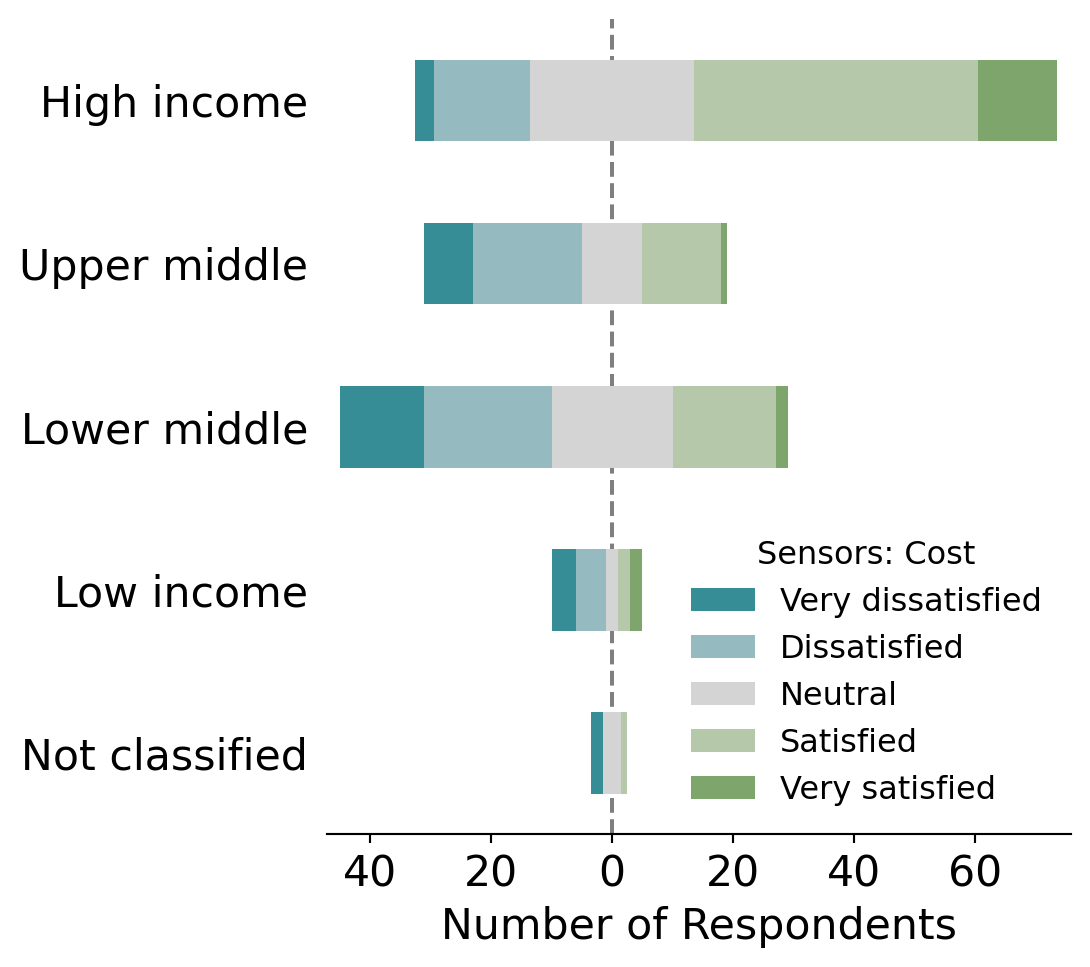 High income
Upper middle
Lower middle
Low income
Not classified
Sensors: Cost
Very dissatisfied
Dissatisfied
Neutral
Satisfied
Very satisfied
40 20 0 20 40 60
Number of Respondents